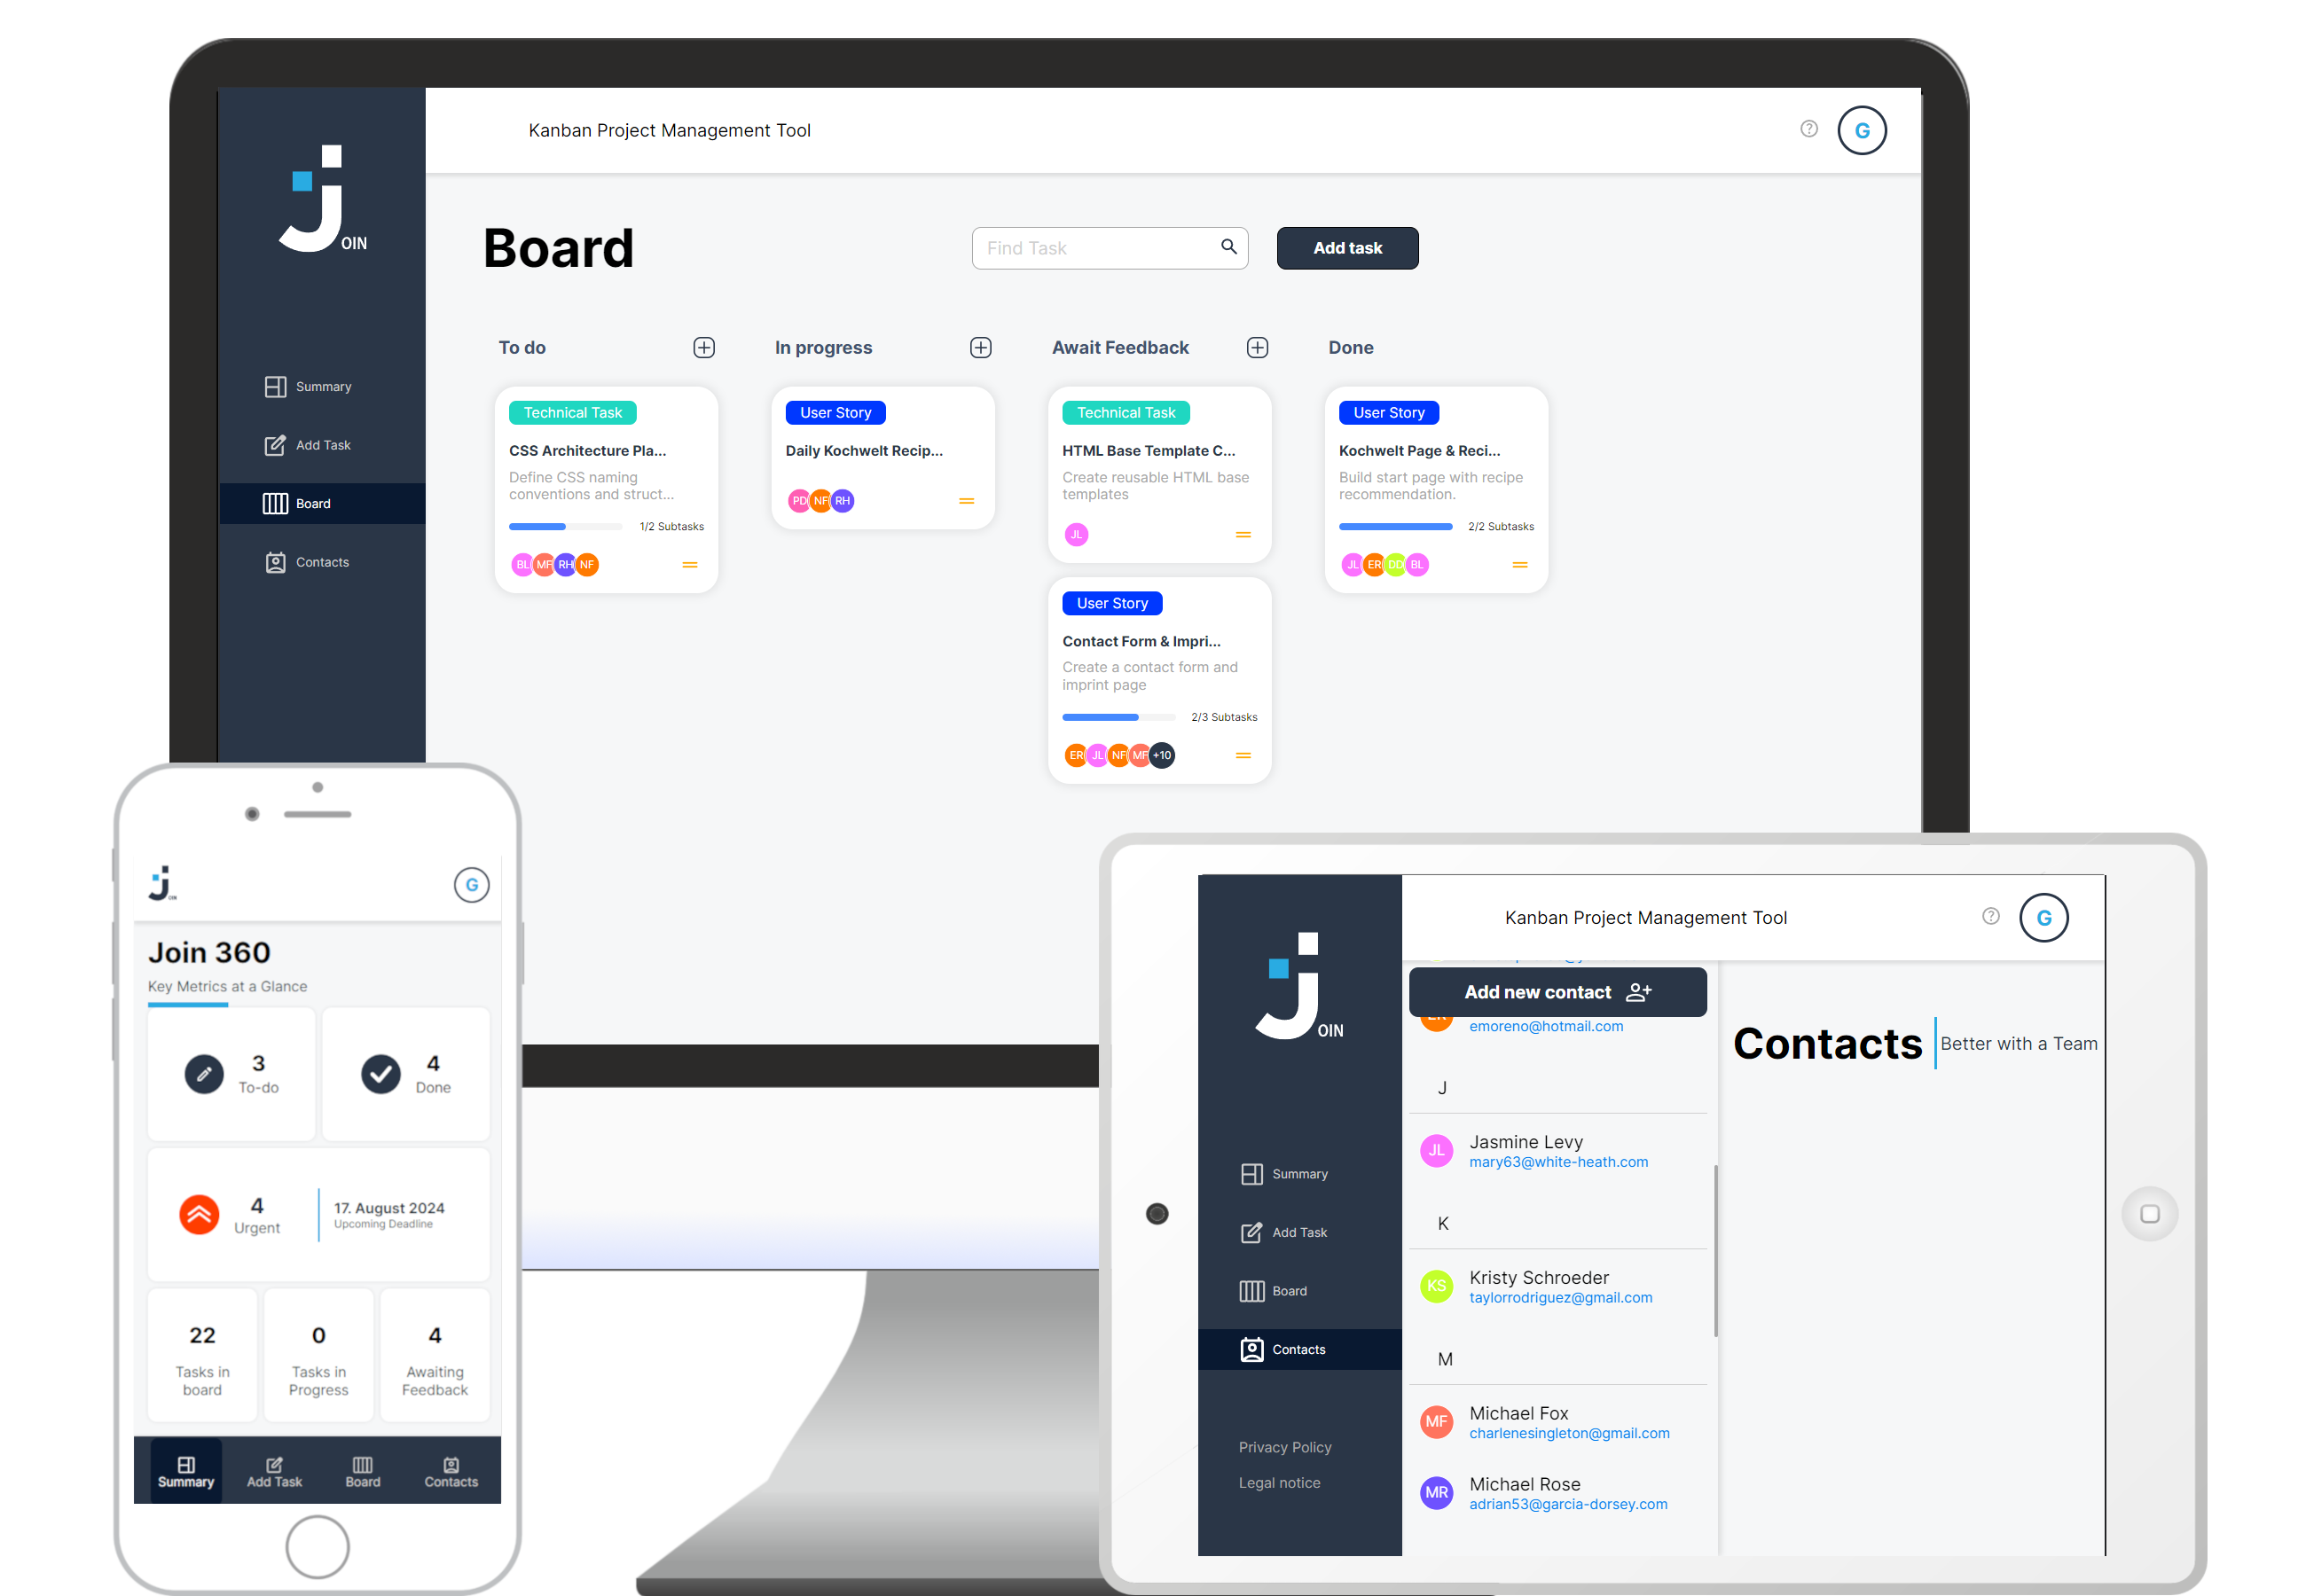 Kanban Project Management Tool
G
OIN
Board
Find Task
Add task
Summary
Add Task
Board
Contacts
To do
In progress
Await Feedback
Done
Technical Task
CSS Architecture Pla...
Define CSS naming
conventions and struct...
1/2 Subtasks
BL MF RH NF
User Story
Daily Kochwelt Recip...
PD NF RH
Technical Task
HTML Base Template C...
Create reusable HTML base
templates
JL
User Story
Contact Form & Impri...
Create a contact form and
imprint page
2/3 Subtasks
ER JL NF MF +10
User Story
Kochwelt Page & Reci...
Build start page with recipe
recommendation.
2/2 Subtasks
JL ER DD BL
OIN
G
Join 360
Key Metrics at a Glance
3
To-do
4
Done
4
Urgent
17. August 2024
Upcoming Deadline
22
Tasks in
board
0
Tasks in
Progress
4
Awaiting
Feedback
Summary
Add Task
Board
Contacts
Kanban Project Management Tool
?
G
OIN
Summary
Add Task
Board
Contacts
Privacy Policy
Legal notice
Add new contact
emoreno@hotmail.com
J
JL
Jasmine Levy
mary63@white-heath.com
K
KS
Kristy Schroeder
taylorrodriguez@gmail.com
M
MF
Michael Fox
charlenesingleton@gmail.com
MR
Michael Rose
adrian53@garcia-dorsey.com
Contacts
Better with a Team